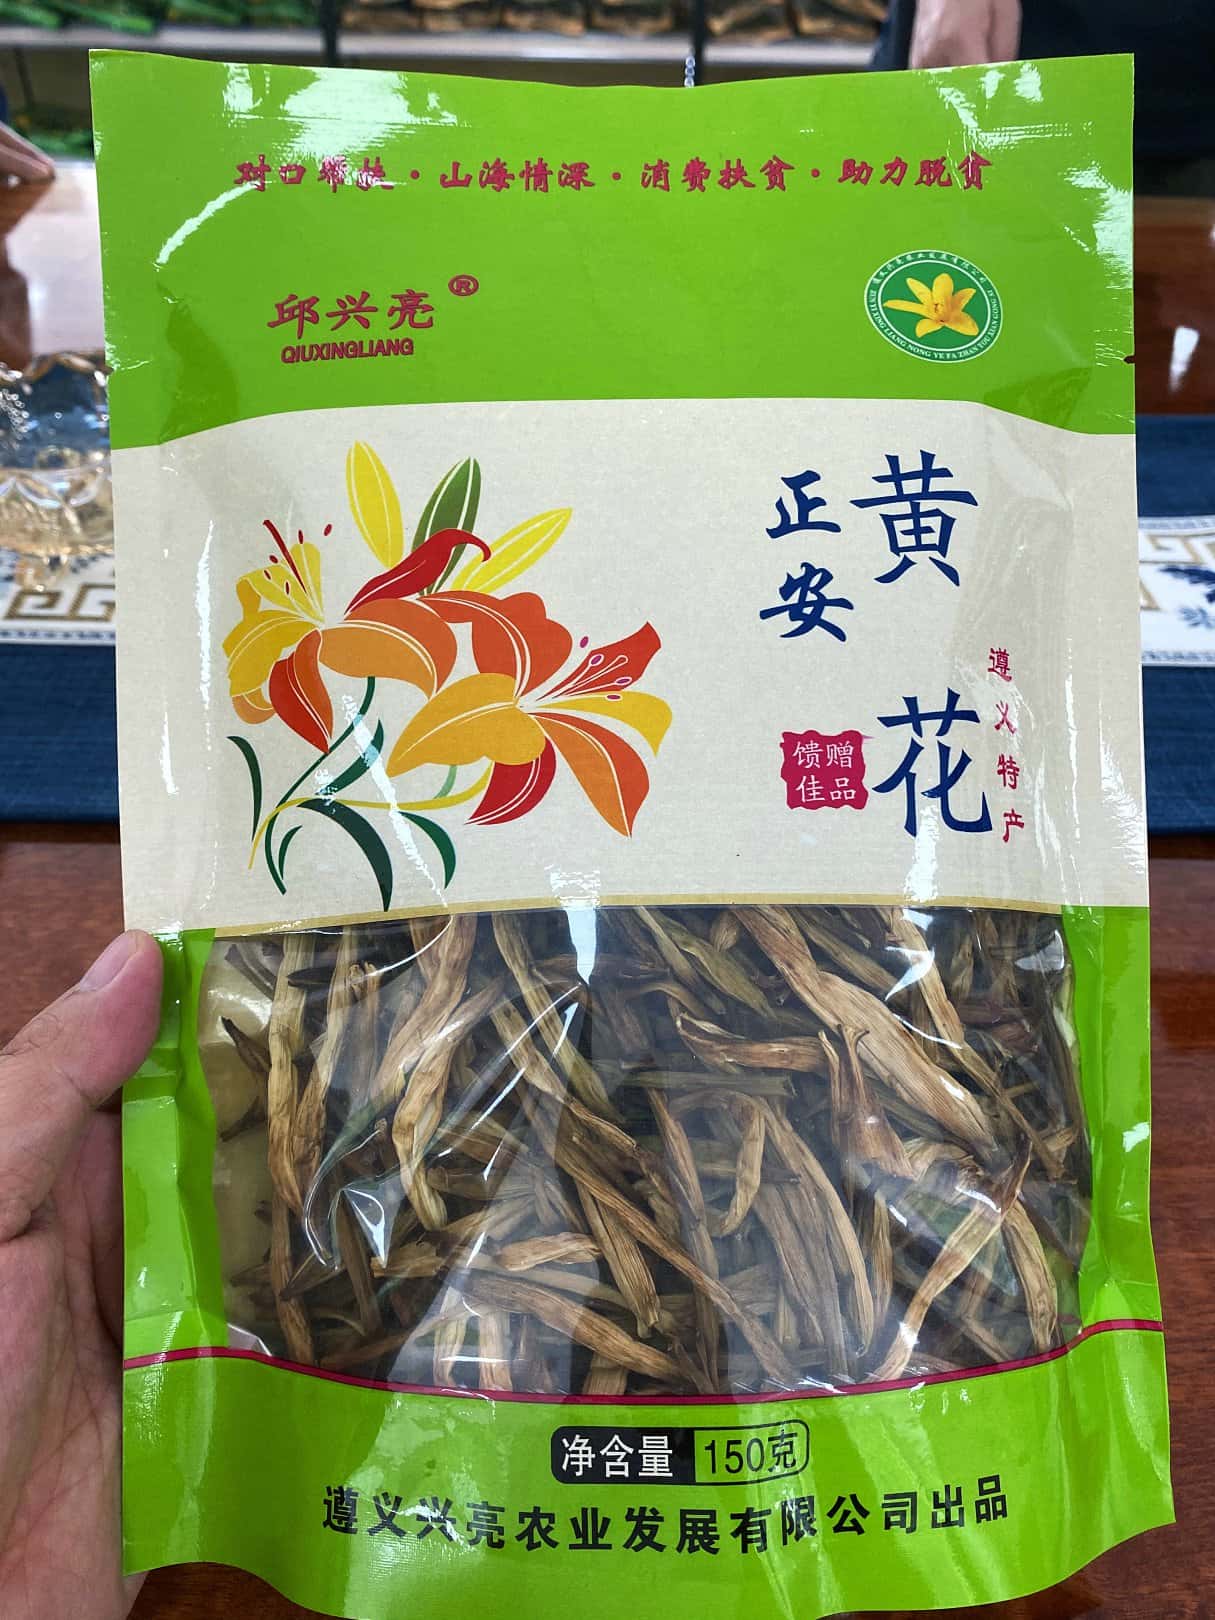 对口帮扶·山海情深·消费扶贫·助力脱贫
邱兴亮®
QIUXINGLIANG
正安
黄花
遵义特产
馈赠
佳品
净含量 150克
遵义兴亮农业发展有限公司出品